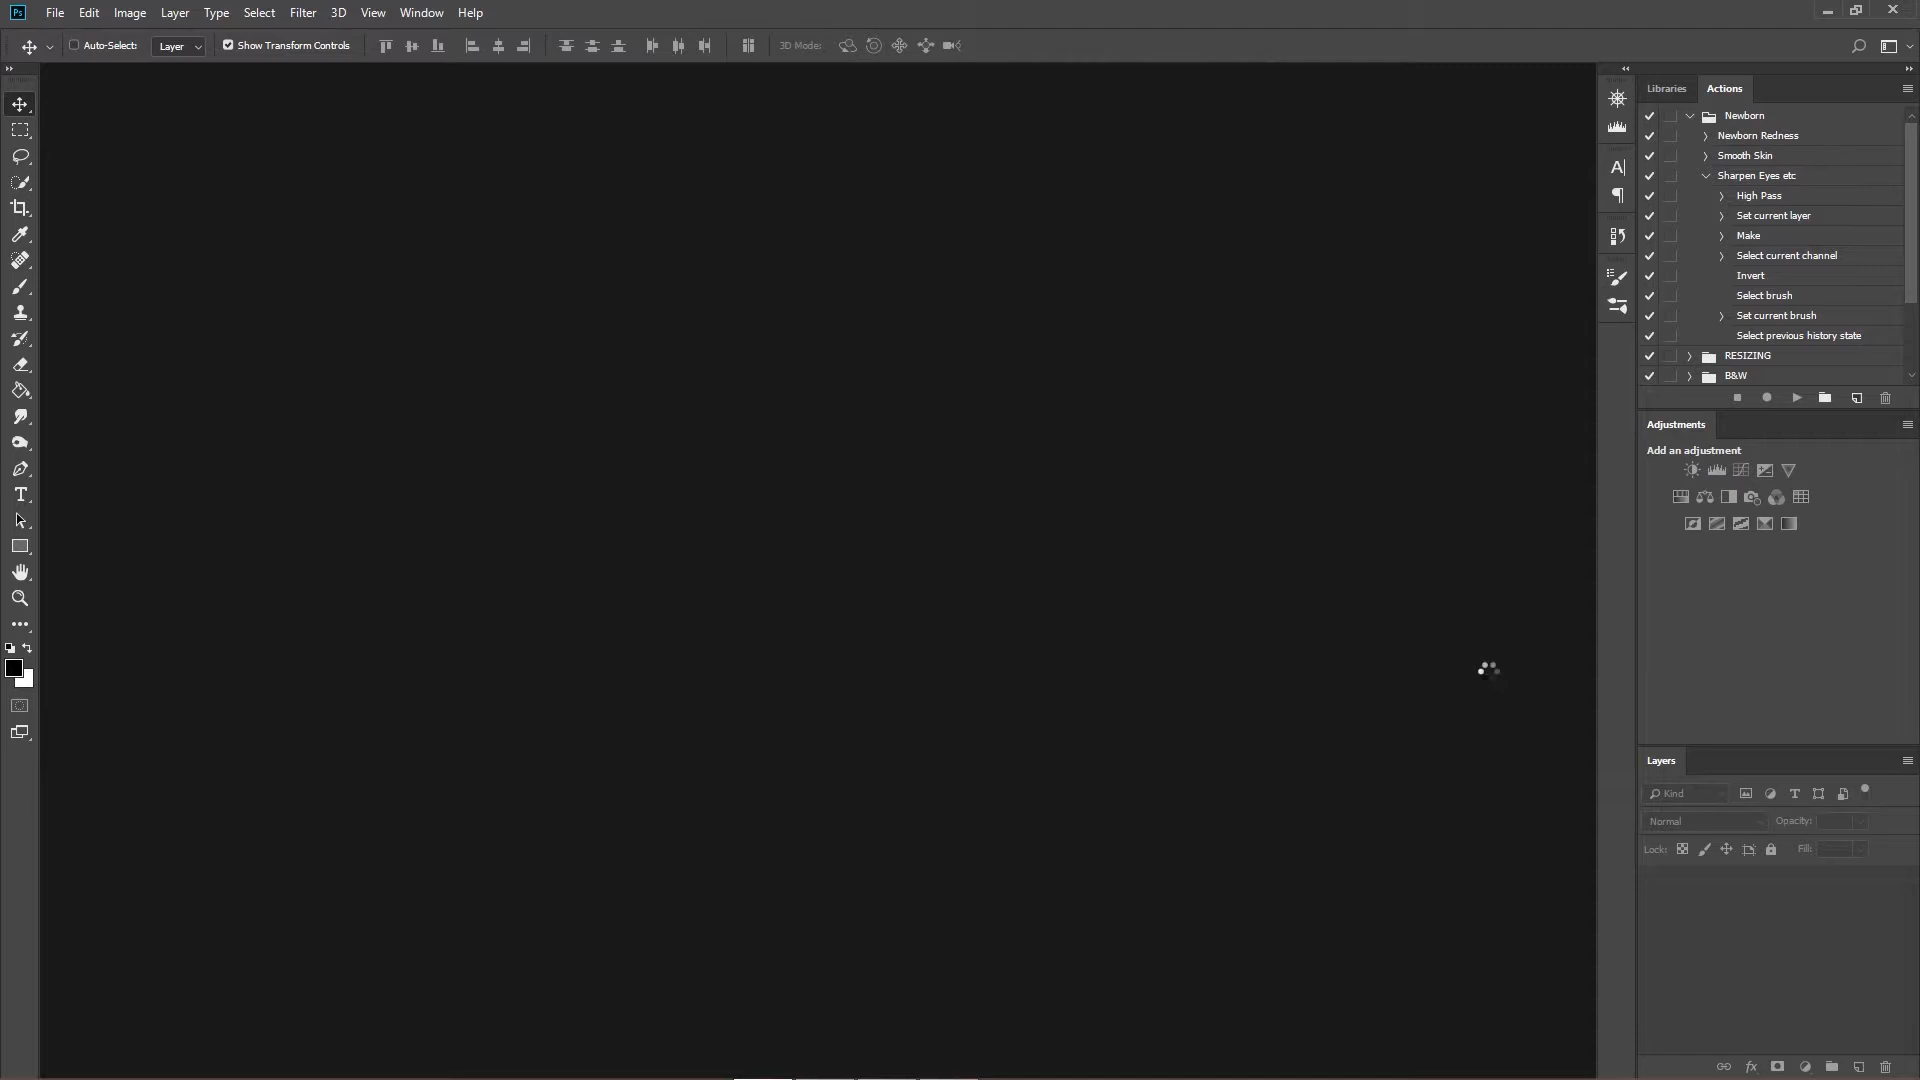 Ps File Edit Image Layer Type Select Filter 3D View Window Help
Auto-Select: Layer Show Transform Controls 3D Mode:
Libraries Actions
Newborn
Newborn Redness
Smooth Skin
Sharpen Eyes etc
High Pass
Set current layer
Make
Select current channel
Invert
Select brush
Set current brush
Select previous history state
RESIZING
B&W
Adjustments
Add an adjustment
Layers
Kind
Normal Opacity:
Lock: Fill: